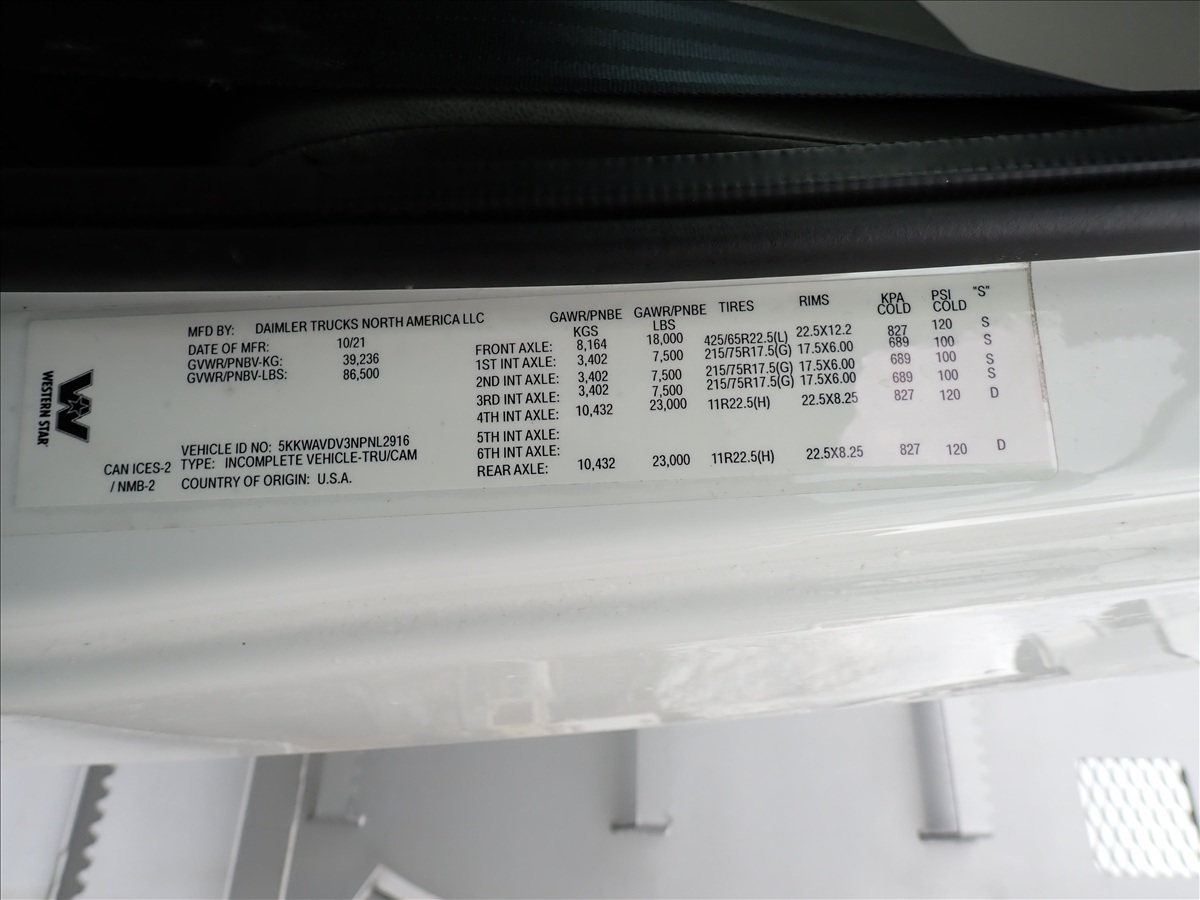 WESTERN STAR
MFD BY: DAIMLER TRUCKS NORTH AMERICA LLC
DATE OF MFR: 10/21
GVWR/PNBV-KG: 39,236
GVWR/PNBV-LBS: 86,500
VEHICLE ID NO: 5KKWAVDV3NPNL2916
CAN ICES-2 TYPE: INCOMPLETE VEHICLE-TRU/CAM
/ NMB-2 COUNTRY OF ORIGIN: U.S.A.
GAWR/PNBE GAWR/PNBE TIRES RIMS KPA PSI "S"
KGS LBS COLD COLD
FRONT AXLE: 8,164 18,000 425/65R22.5(L) 22.5X12.2 827 120 S
1ST INT AXLE: 3,402 7,500 215/75R17.5(G) 17.5X6.00 689 100 S
2ND INT AXLE: 3,402 7,500 215/75R17.5(G) 17.5X6.00 689 100 S
3RD INT AXLE: 3,402 7,500 215/75R17.5(G) 17.5X6.00 689 100 S
4TH INT AXLE: 10,432 23,000 11R22.5(H) 22.5X8.25 827 120 D
5TH INT AXLE:
6TH INT AXLE:
REAR AXLE: 10,432 23,000 11R22.5(H) 22.5X8.25 827 120 D